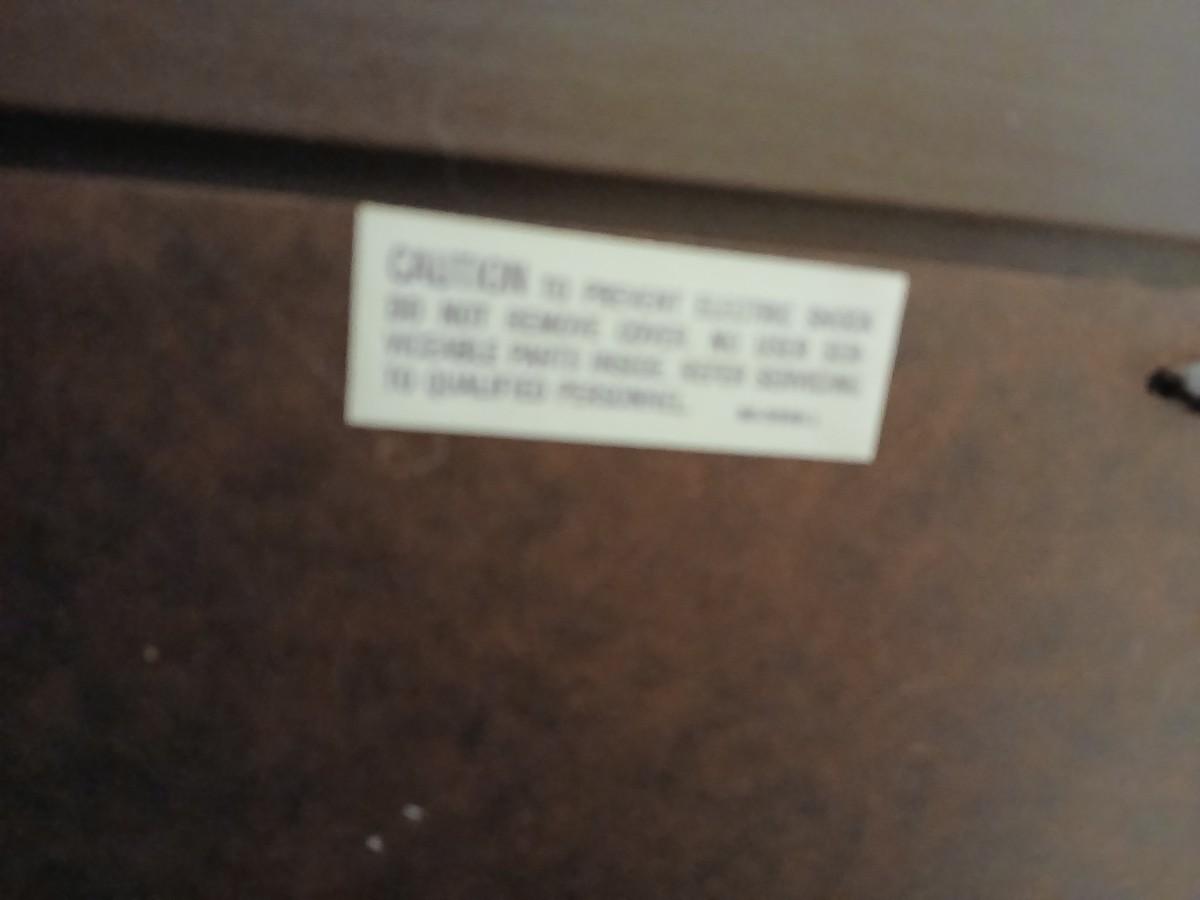 CAUTION TO PREVENT ELECTRIC SHOCK
DO NOT REMOVE COVER. NO USER SER-
VICEABLE PARTS INSIDE. REFER SERVICING
TO QUALIFIED PERSONNEL.